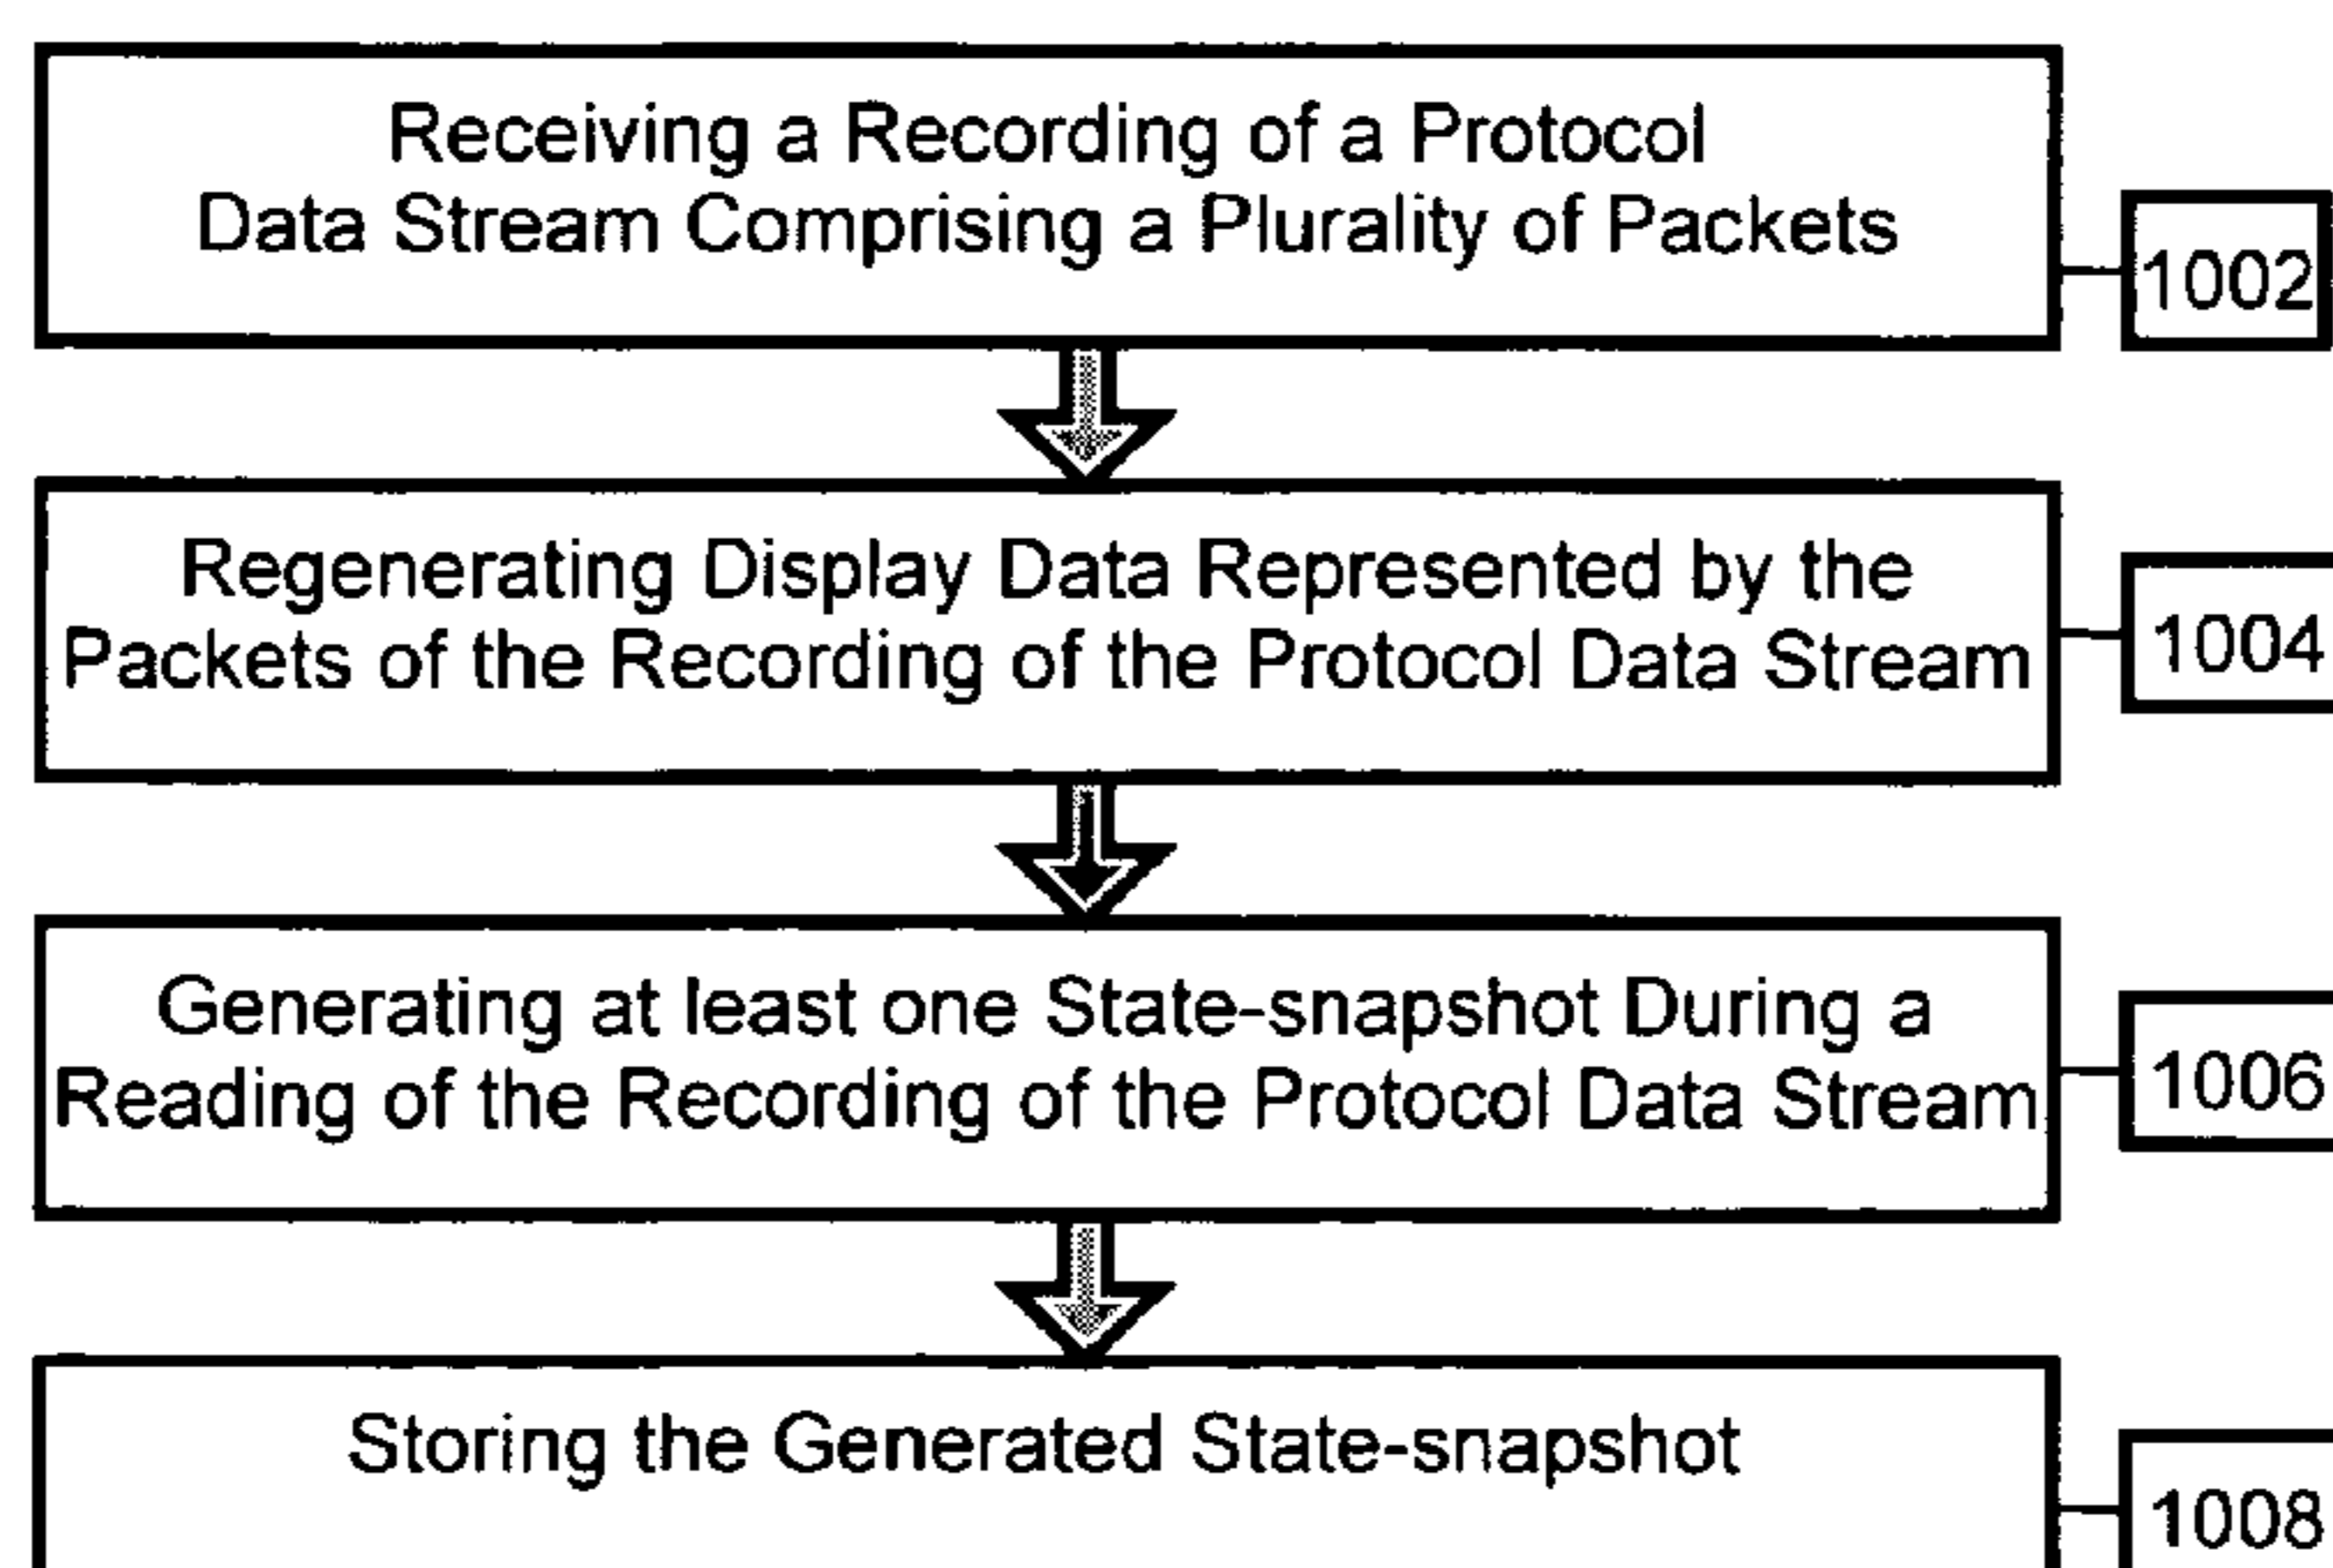 Receiving a Recording of a Protocol
Data Stream Comprising a Plurality of Packets
1002
Regenerating Display Data Represented by the
Packets of the Recording of the Protocol Data Stream
1004
Generating at least one State-snapshot During a
Reading of the Recording of the Protocol Data Stream
1006
Storing the Generated State-snapshot
1008